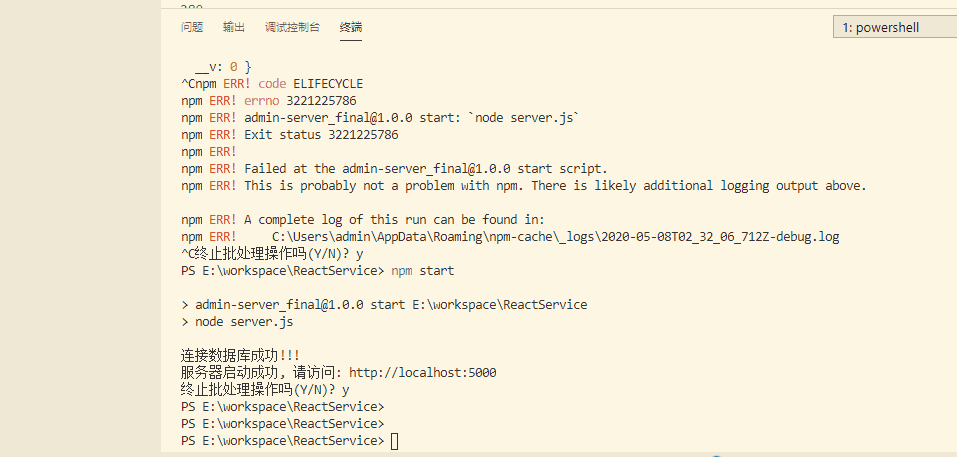 问题 输出 调试控制台 终端 1: powershell
__v: 0 }
^Cnpm ERR! code ELIFECYCLE
npm ERR! errno 3221225786
npm ERR! admin-server_final@1.0.0 start: `node server.js`
npm ERR! Exit status 3221225786
npm ERR!
npm ERR! Failed at the admin-server_final@1.0.0 start script.
npm ERR! This is probably not a problem with npm. There is likely additional logging output above.
npm ERR! A complete log of this run can be found in:
npm ERR!     C:\Users\admin\AppData\Roaming\npm-cache\_logs\2020-05-08T02_32_06_712Z-debug.log
^C终止批处理操作吗(Y/N)? y
PS E:\workspace\ReactService> npm start
> admin-server_final@1.0.0 start E:\workspace\ReactService
> node server.js
连接数据库成功!!!
服务器启动成功, 请访问: http://localhost:5000
终止批处理操作吗(Y/N)? y
PS E:\workspace\ReactService>
PS E:\workspace\ReactService>
PS E:\workspace\ReactService>